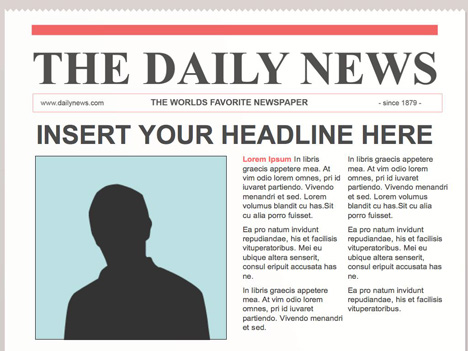 THE DAILY NEWS
www.dailynews.com THE WORLDS FAVORITE NEWSPAPER - since 1879 -
INSERT YOUR HEADLINE HERE
Lorem Ipsum In libris
graecis appetere mea. At
vim odio lorem omnes, pri id
iuvaret partiendo. Vivendo
menandri et sed. Lorem
volumus blandit cu has.Sit
cu alia porro fuisset.
Ea pro natum invidunt
repudiandae, his et facilisis
vituperatoribus. Mei eu
ubique altera senserit,
consul eripuit accusata has
ne.
In libris graecis appetere
mea. At vim odio lorem
omnes, pri id iuvaret
partiendo. Vivendo menandri
et sed.
In libris graecis appetere
mea. At vim odio lorem
omnes, pri id iuvaret
partiendo. Vivendo menandri
et sed. Lorem volumus
blandit cu has.Sit cu alia
porro fuisset.
Ea pro natum invidunt
repudiandae, his et facilisis
vituperatoribus. Mei eu
ubique altera senserit,
consul eripuit accusata has
ne.
Ea pro natum invidunt
repudiandae, his et facilisis
vituperatoribus.